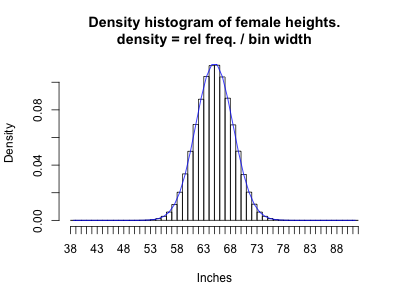 Density histogram of female heights.
density = rel freq. / bin width
Density
0.08
0.04
0.00
38 43 48 53 58 63 68 73 78 83 88
Inches